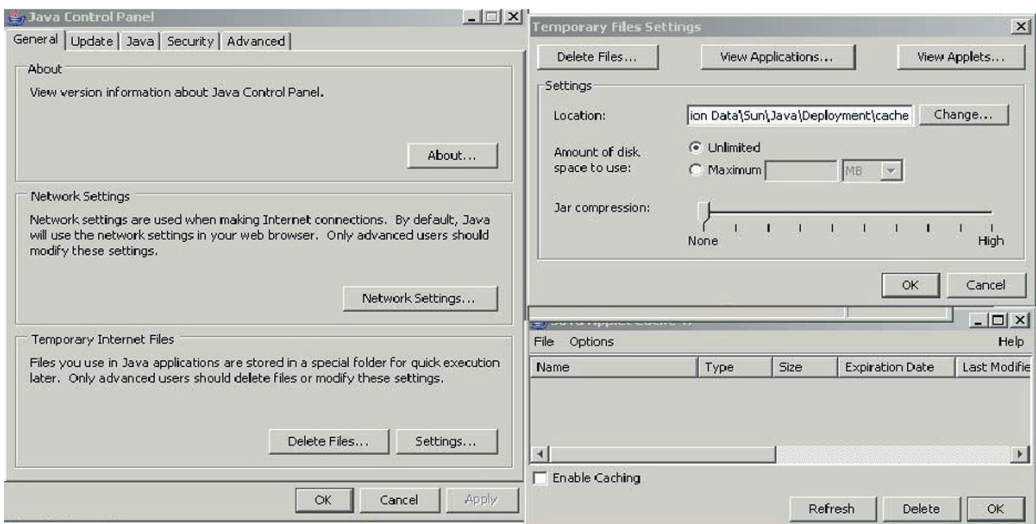 Java Control Panel
General Update Java Security Advanced
About
View version information about Java Control Panel.
About...
Network Settings
Network settings are used when making Internet connections. By default, Java
will use the network settings in your web browser. Only advanced users should
modify these settings.
Network Settings...
Temporary Internet Files
Files you use in Java applications are stored in a special folder for quick execution
later. Only advanced users should delete files or modify these settings.
Delete Files... Settings...
OK Cancel Apply
Temporary Files Settings
Delete Files... View Applications... View Applets...
Settings
Location: ion Data\Sun\Java\Deployment\cache Change...
Amount of disk
space to use:
Unlimited
Maximum MB
Jar compression:
None High
OK Cancel
Java Applet Cache
File Options Help
Name Type Size Expiration Date Last Modifie
Enable Caching
Refresh Delete OK